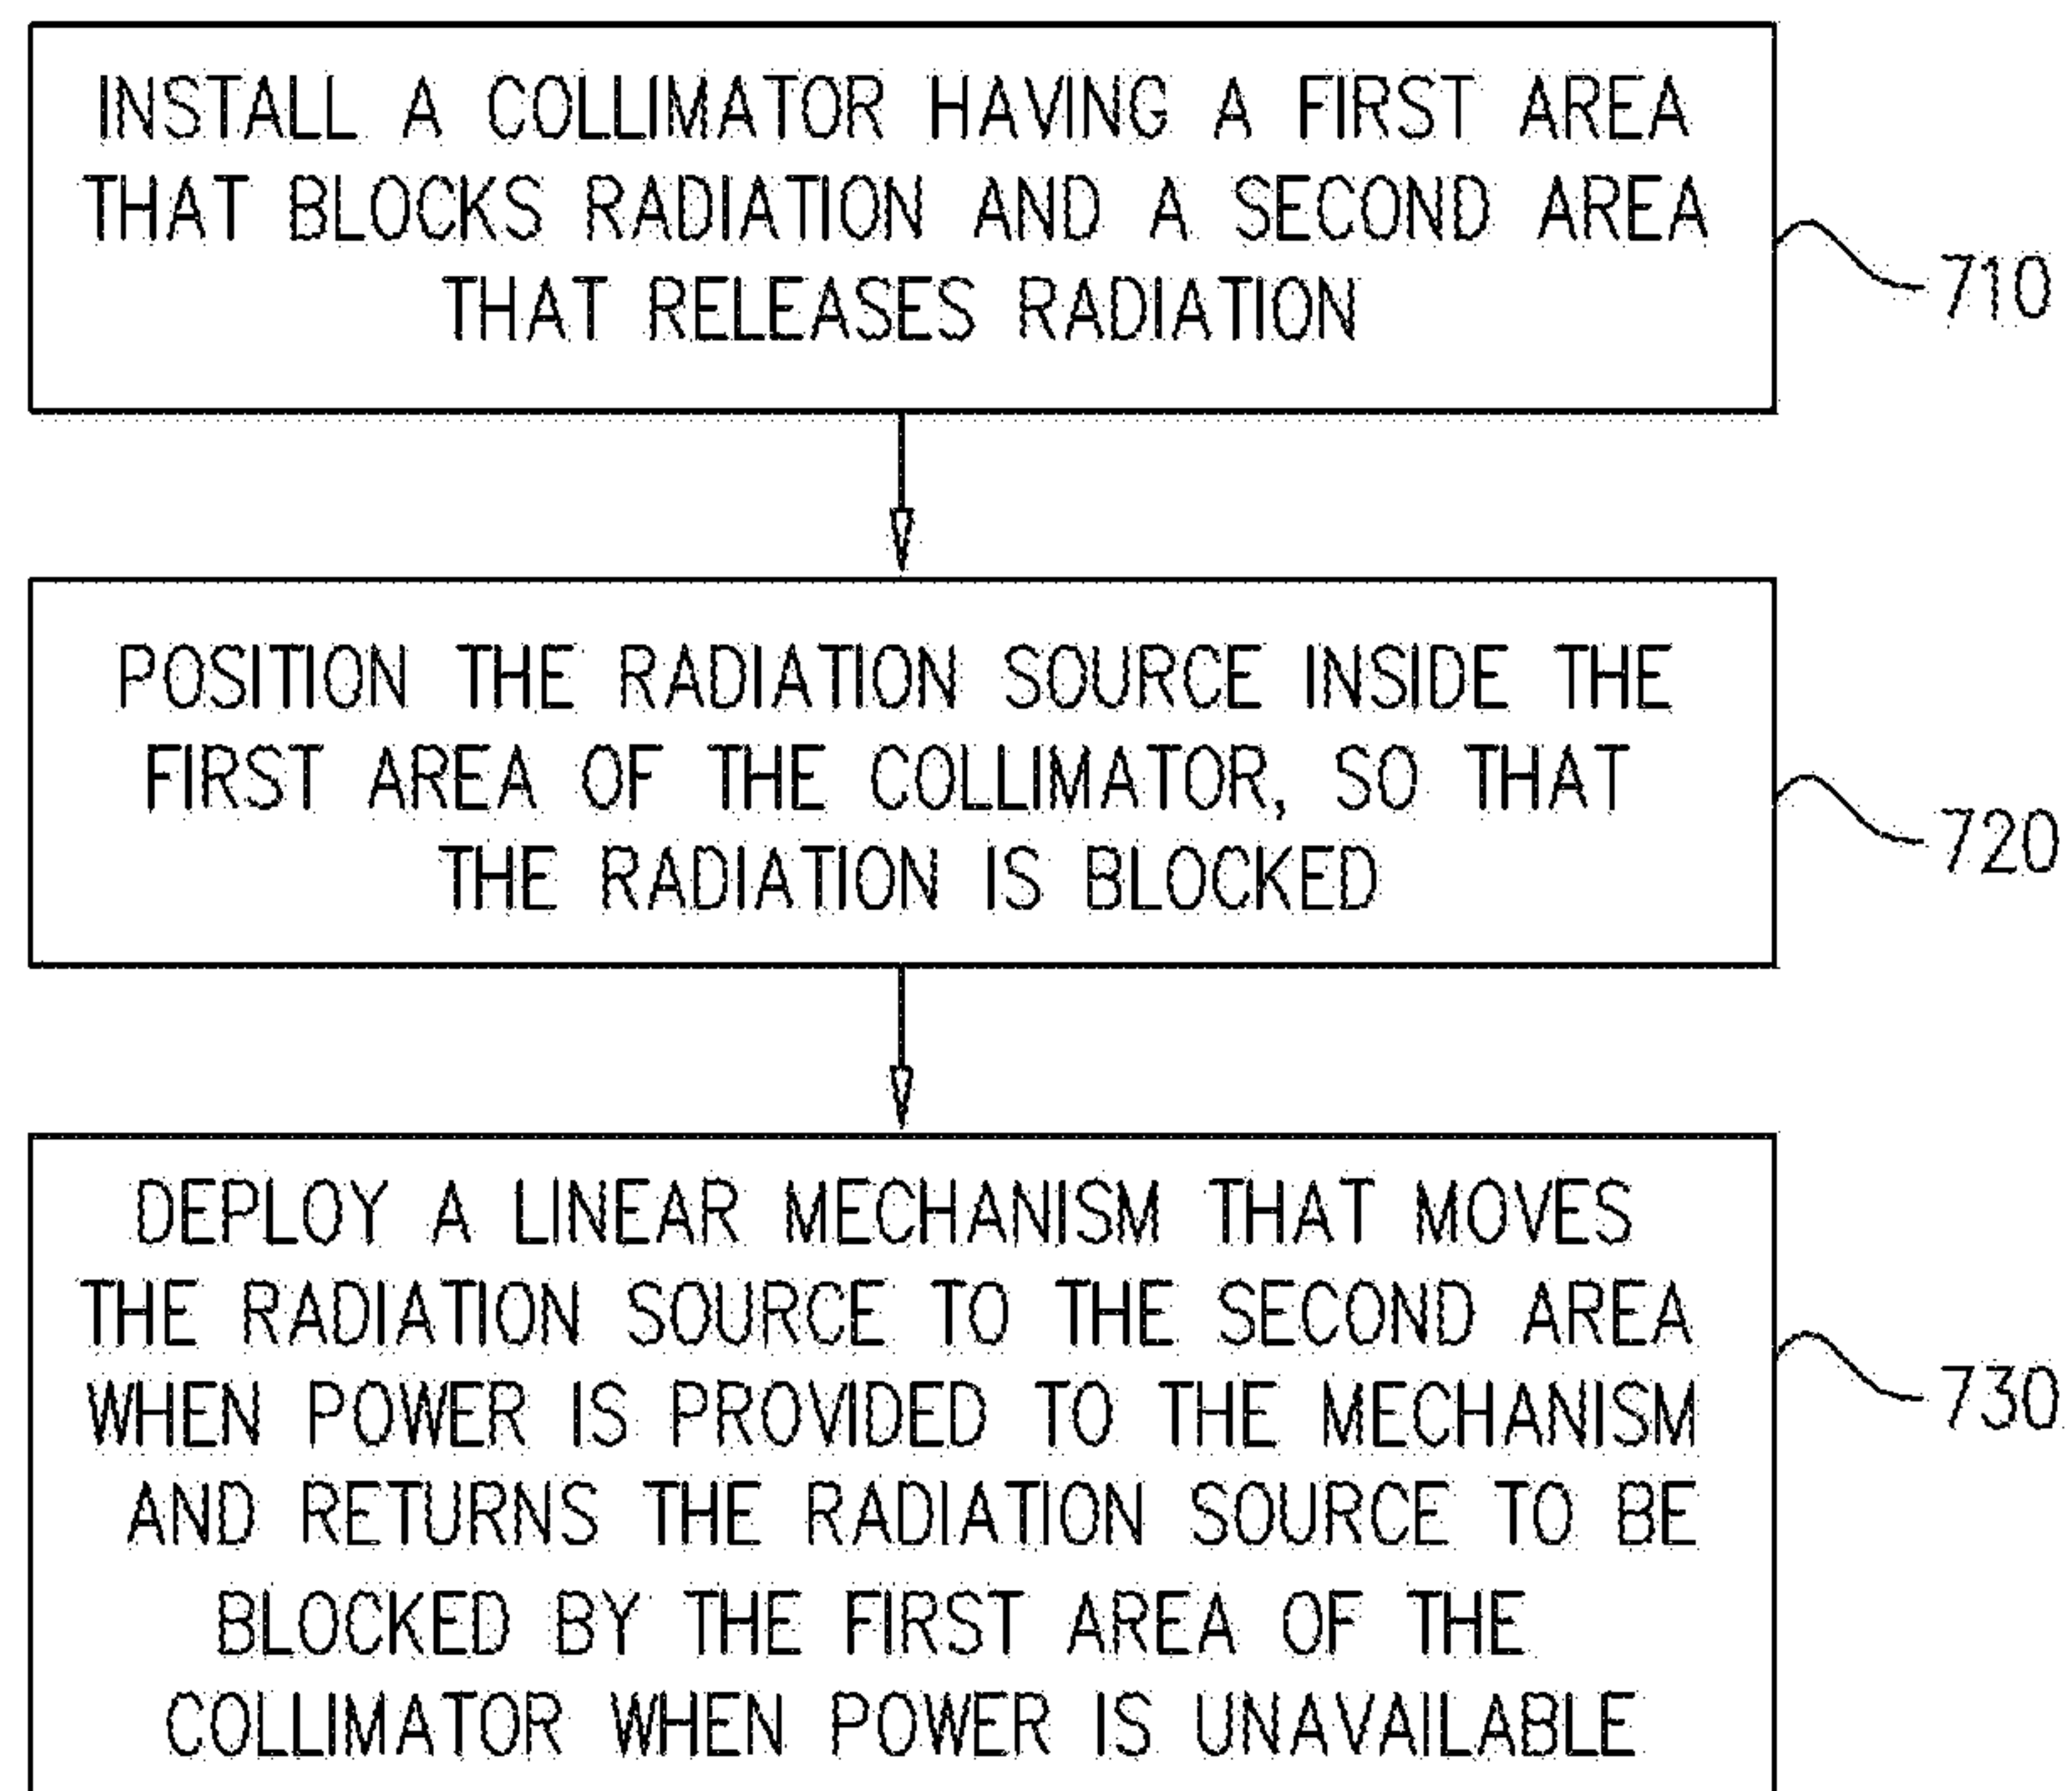 INSTALL A COLLIMATOR HAVING A FIRST AREA
THAT BLOCKS RADIATION AND A SECOND AREA
THAT RELEASES RADIATION
710
POSITION THE RADIATION SOURCE INSIDE THE
FIRST AREA OF THE COLLIMATOR, SO THAT
THE RADIATION IS BLOCKED
720
DEPLOY A LINEAR MECHANISM THAT MOVES
THE RADIATION SOURCE TO THE SECOND AREA
WHEN POWER IS PROVIDED TO THE MECHANISM
AND RETURNS THE RADIATION SOURCE TO BE
BLOCKED BY THE FIRST AREA OF THE
COLLIMATOR WHEN POWER IS UNAVAILABLE
730